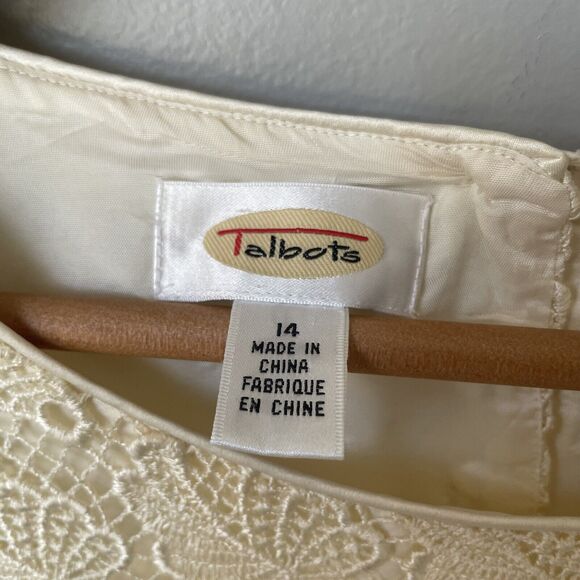 Talbots
14
MADE IN
CHINA
FABRIQUE
EN CHINE